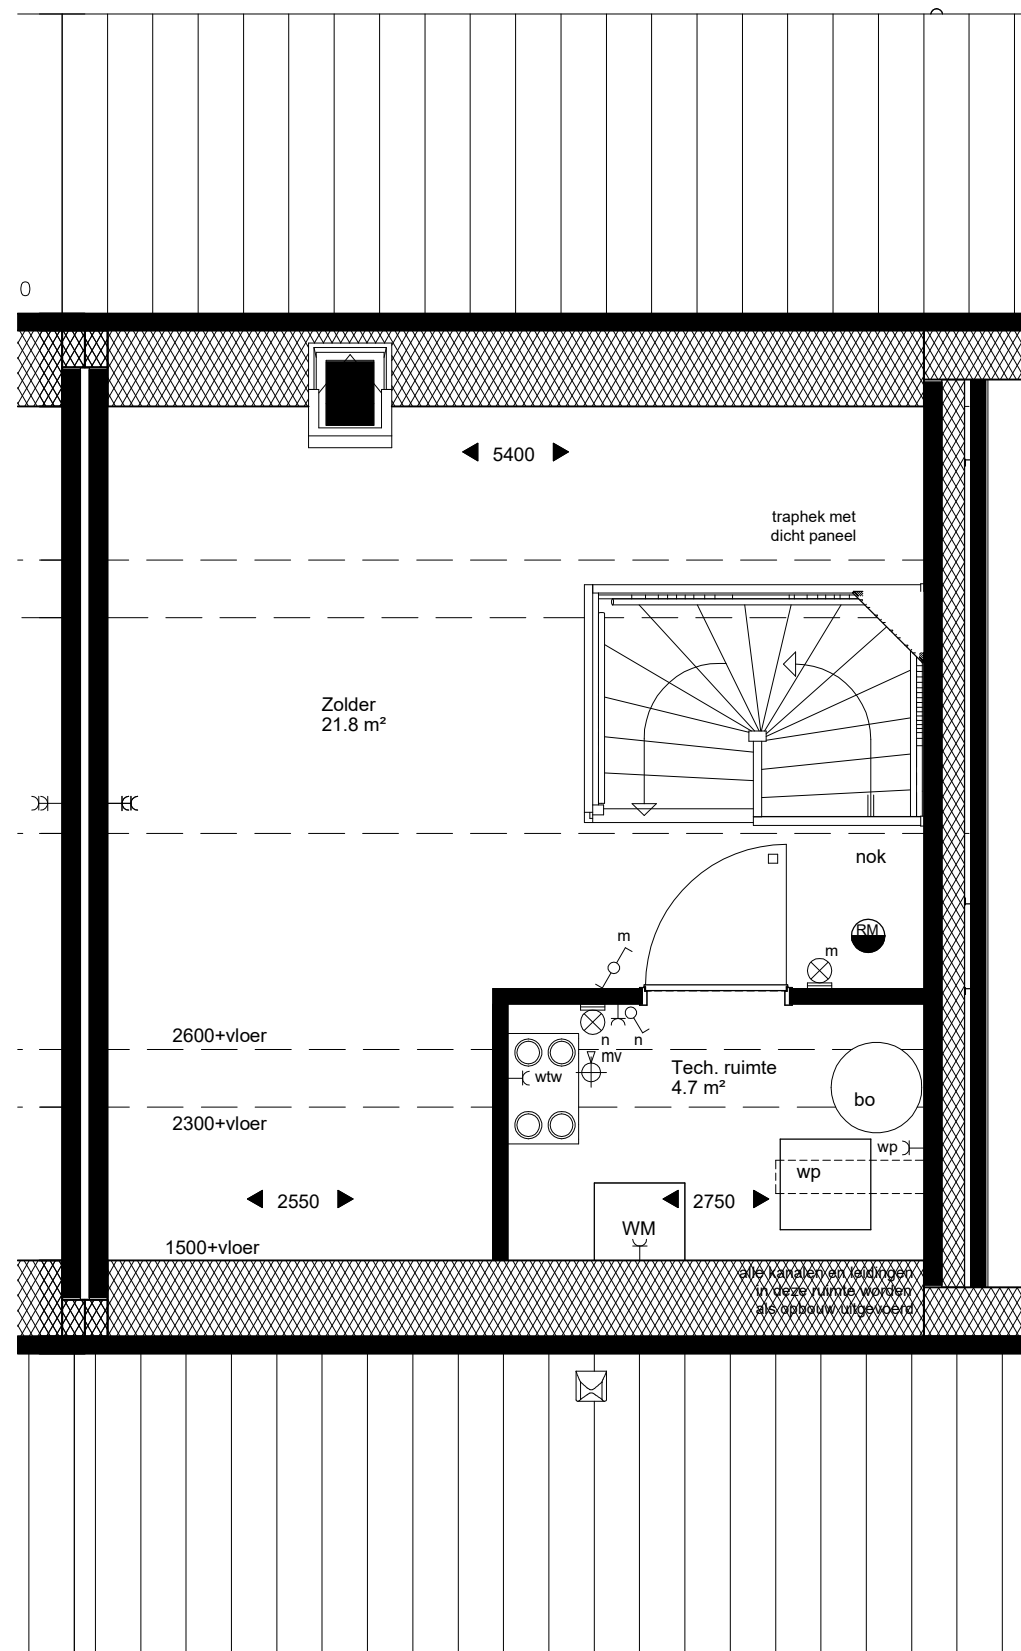 0
5400
traphek met
dicht paneel
Zolder
21.8 m²
nok
RM
m
m
2600+vloer
n
n
mv
wtw
Tech. ruimte
4.7 m²
bo
2300+vloer
wp
wp
2550
2750
WM
1500+vloer
alle kanalen en leidingen
in deze ruimte worden
als opbouw uitgevoerd